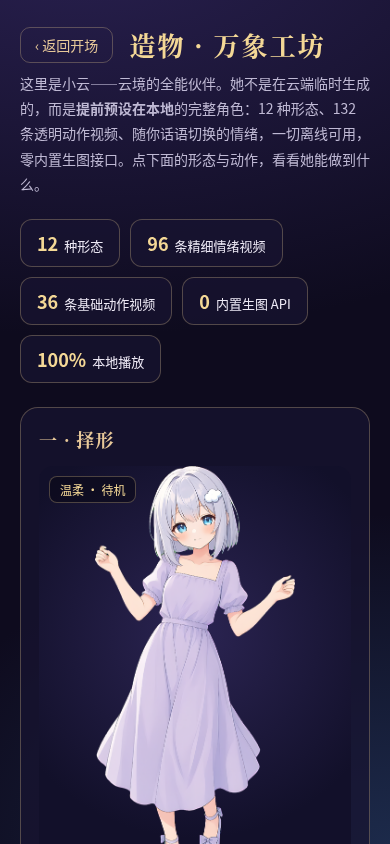 ‹ 返回开场
造物 · 万象工坊
这里是小云——云境的全能伙伴。她不是在云端临时生成
的，而是提前预设在本地的完整角色：12 种形态、132
条透明动作视频、随你话语切换的情绪，一切离线可用，
零内置生图接口。点下面的形态与动作，看看她能做到什
么。
12 种形态
96 条精细情绪视频
36 条基础动作视频
0 内置生图 API
100% 本地播放
一 · 择形
温柔 · 待机